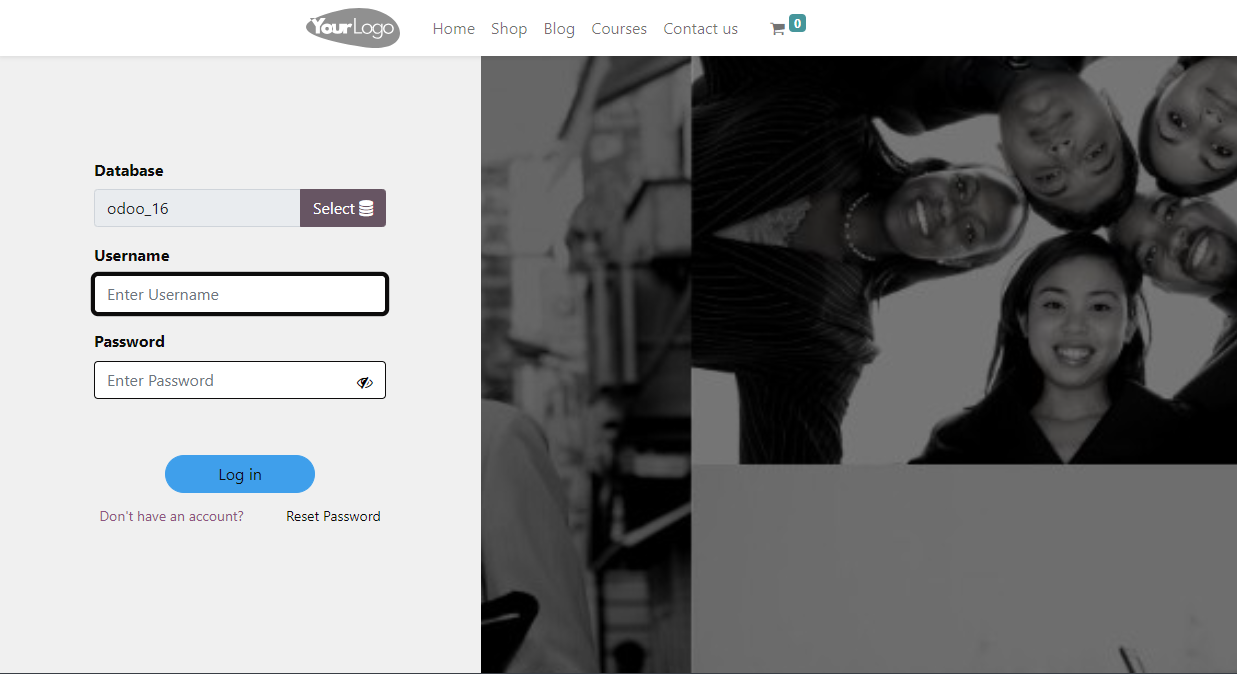 YourLogo Home Shop Blog Courses Contact us 0
Database
odoo_16 Select
Username
Enter Username
Password
Enter Password
Log in
Don't have an account? Reset Password